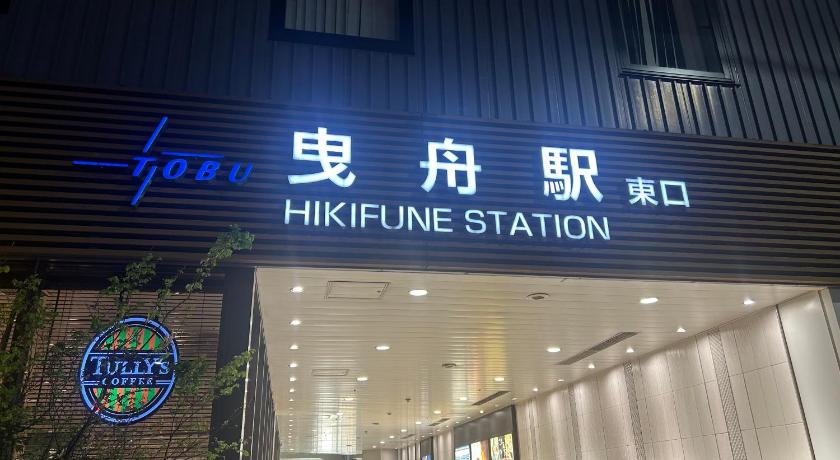 TOBU 曳舟駅 東口
HIKIFUNE STATION
TULLY'S
COFFEE